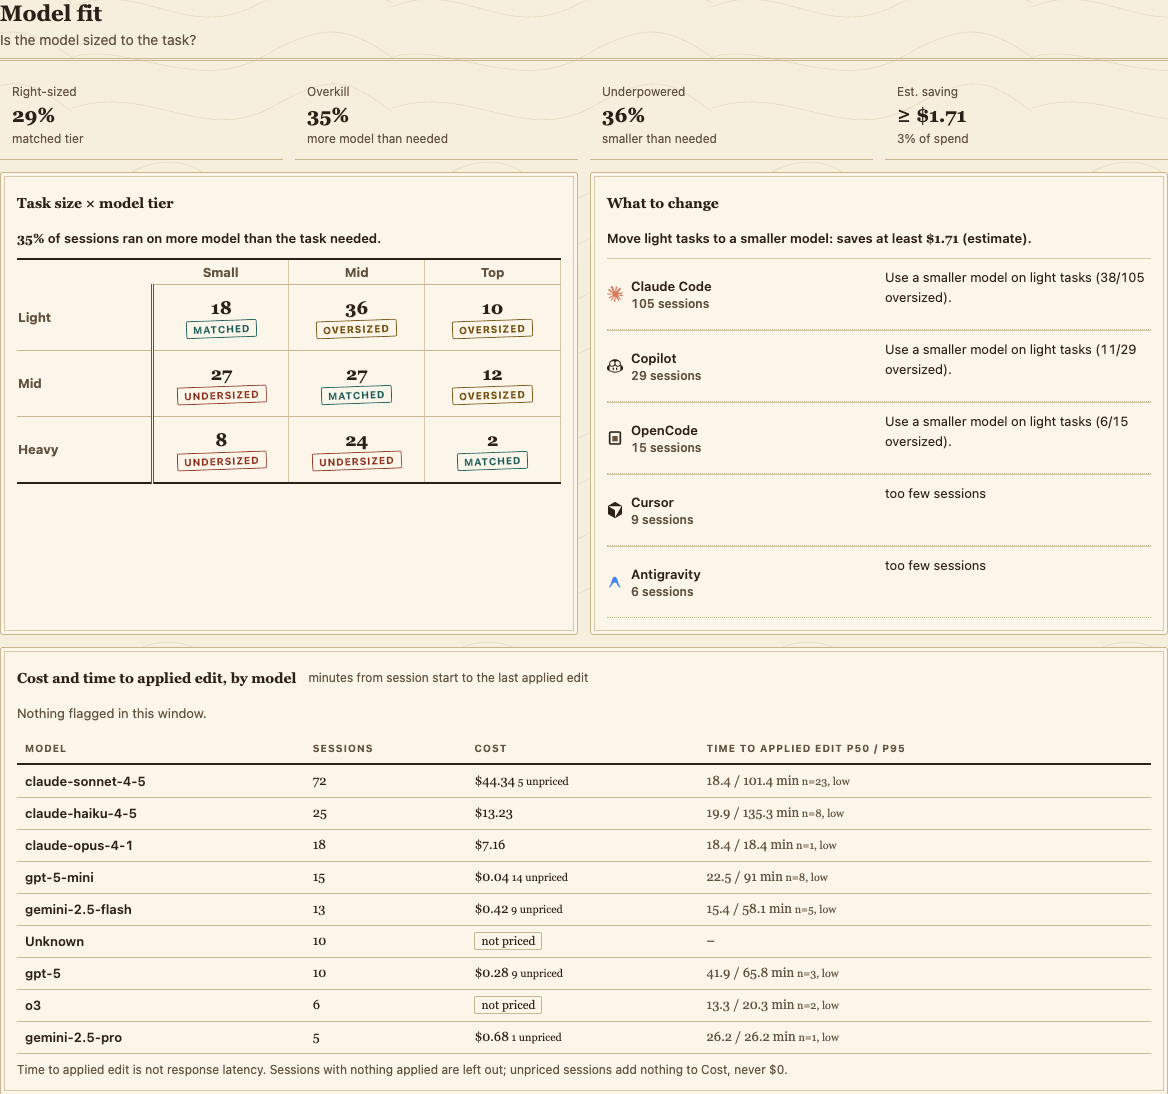 Model fit
Is the model sized to the task?
Right-sized
29%
matched tier
Overkill
35%
more model than needed
Underpowered
36%
smaller than needed
Est. saving
≥ $1.71
3% of spend
Task size × model tier
35% of sessions ran on more model than the task needed.
Small Mid Top
Light
18
MATCHED
36
OVERSIZED
10
OVERSIZED
Mid
27
UNDERSIZED
27
MATCHED
12
OVERSIZED
Heavy
8
UNDERSIZED
24
UNDERSIZED
2
MATCHED
What to change
Move light tasks to a smaller model: saves at least $1.71 (estimate).
Claude Code
105 sessions
Use a smaller model on light tasks (38/105
oversized).
Copilot
29 sessions
Use a smaller model on light tasks (11/29
oversized).
OpenCode
15 sessions
Use a smaller model on light tasks (6/15
oversized).
Cursor
9 sessions
too few sessions
Antigravity
6 sessions
too few sessions
Cost and time to applied edit, by model minutes from session start to the last applied edit
Nothing flagged in this window.
MODEL SESSIONS COST TIME TO APPLIED EDIT P50 / P95
claude-sonnet-4-5 72 $44.34 5 unpriced 18.4 / 101.4 min n=23, low
claude-haiku-4-5 25 $13.23 19.9 / 135.3 min n=8, low
claude-opus-4-1 18 $7.16 18.4 / 18.4 min n=1, low
gpt-5-mini 15 $0.04 14 unpriced 22.5 / 91 min n=8, low
gemini-2.5-flash 13 $0.42 9 unpriced 15.4 / 58.1 min n=5, low
Unknown 10 not priced –
gpt-5 10 $0.28 9 unpriced 41.9 / 65.8 min n=3, low
o3 6 not priced 13.3 / 20.3 min n=2, low
gemini-2.5-pro 5 $0.68 1 unpriced 26.2 / 26.2 min n=1, low
Time to applied edit is not response latency. Sessions with nothing applied are left out; unpriced sessions add nothing to Cost, never $0.